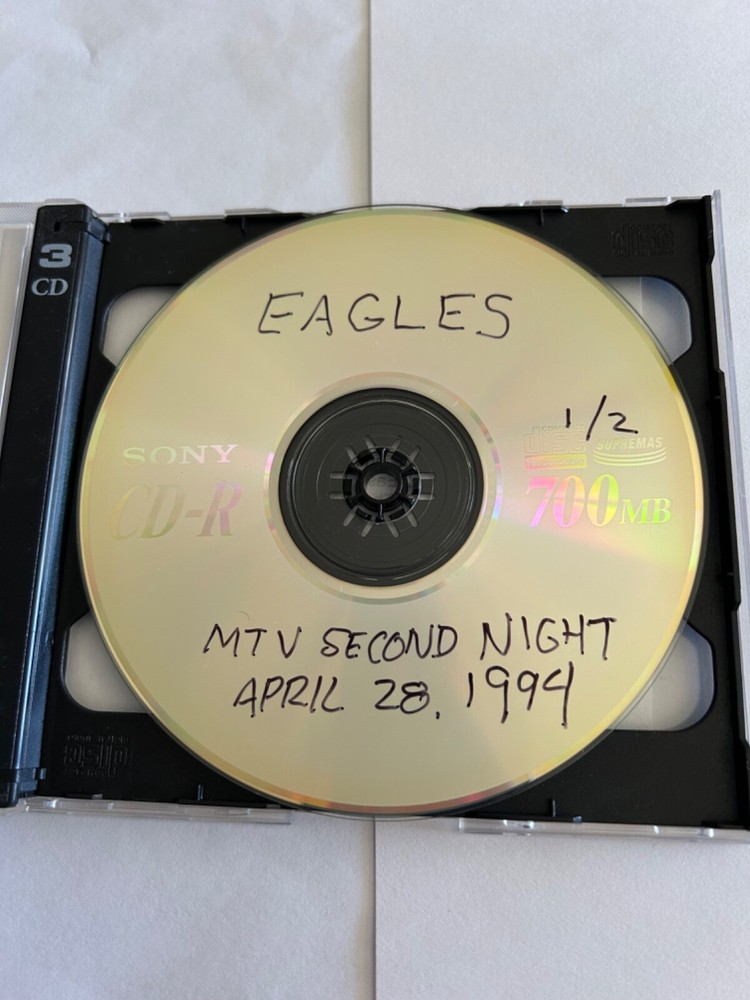 3
CD
EAGLES
1/2
SONY
SUPREMAS
CD-R
700MB
MTV SECOND NIGHT
APRIL 28, 1994